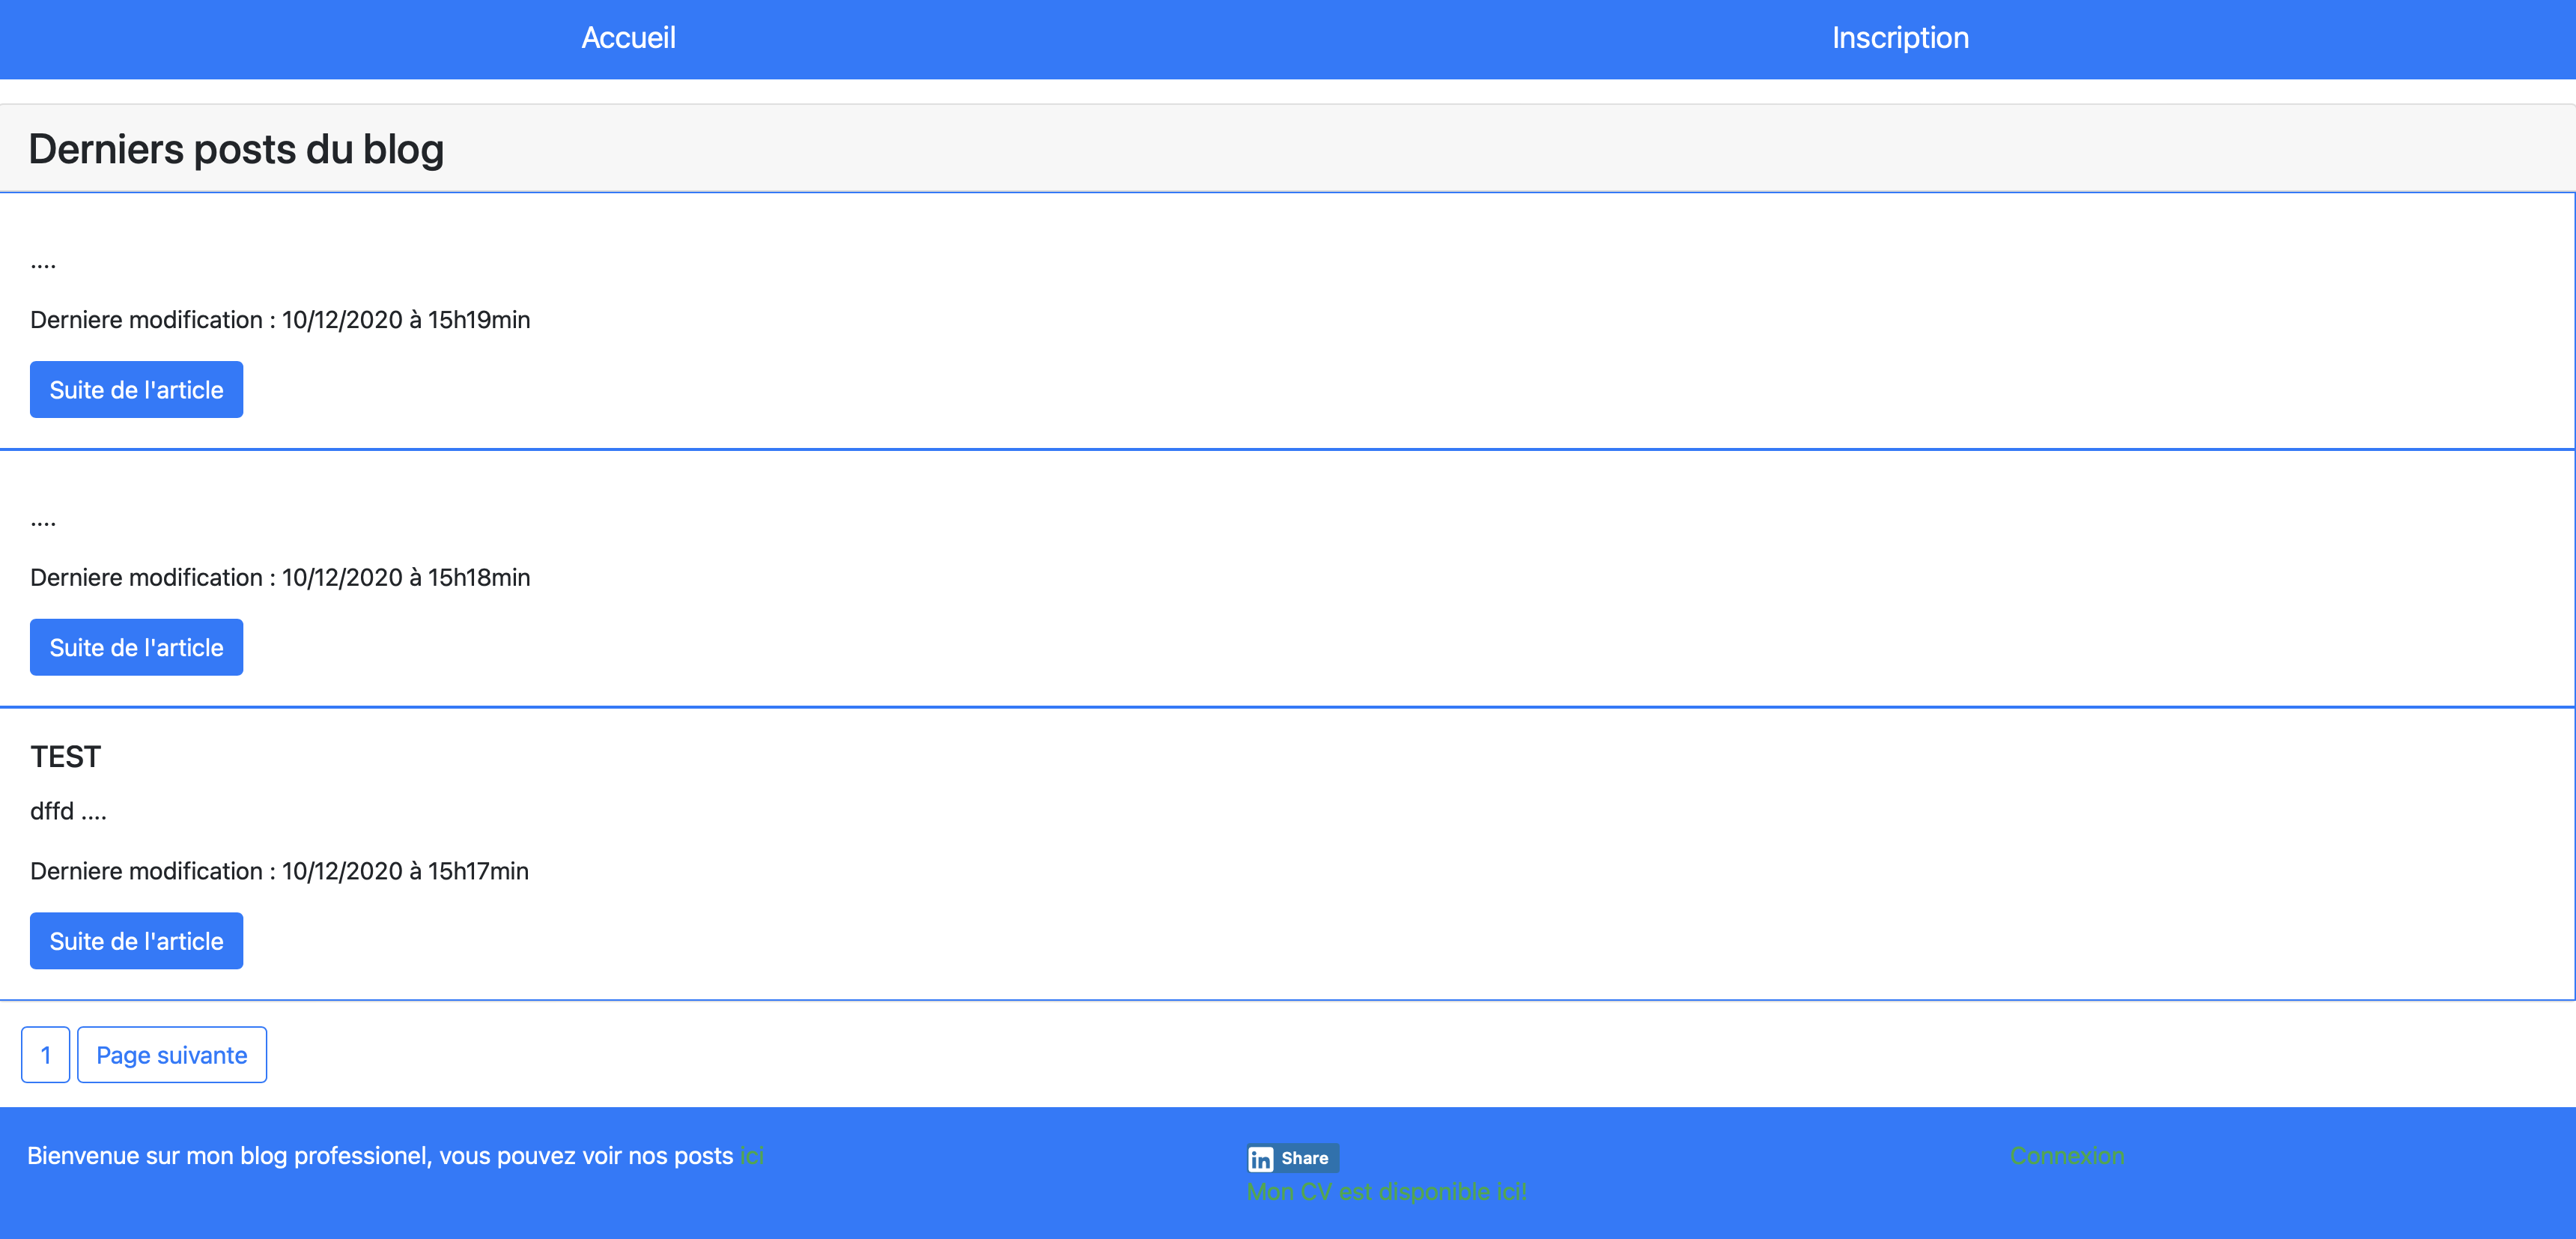 Accueil Inscription
Derniers posts du blog
....
Derniere modification : 10/12/2020 à 15h19min
Suite de l'article
....
Derniere modification : 10/12/2020 à 15h18min
Suite de l'article
TEST
dffd ....
Derniere modification : 10/12/2020 à 15h17min
Suite de l'article
1 Page suivante
Bienvenue sur mon blog professionel, vous pouvez voir nos posts ici
in Share
Mon CV est disponible ici!
Connexion